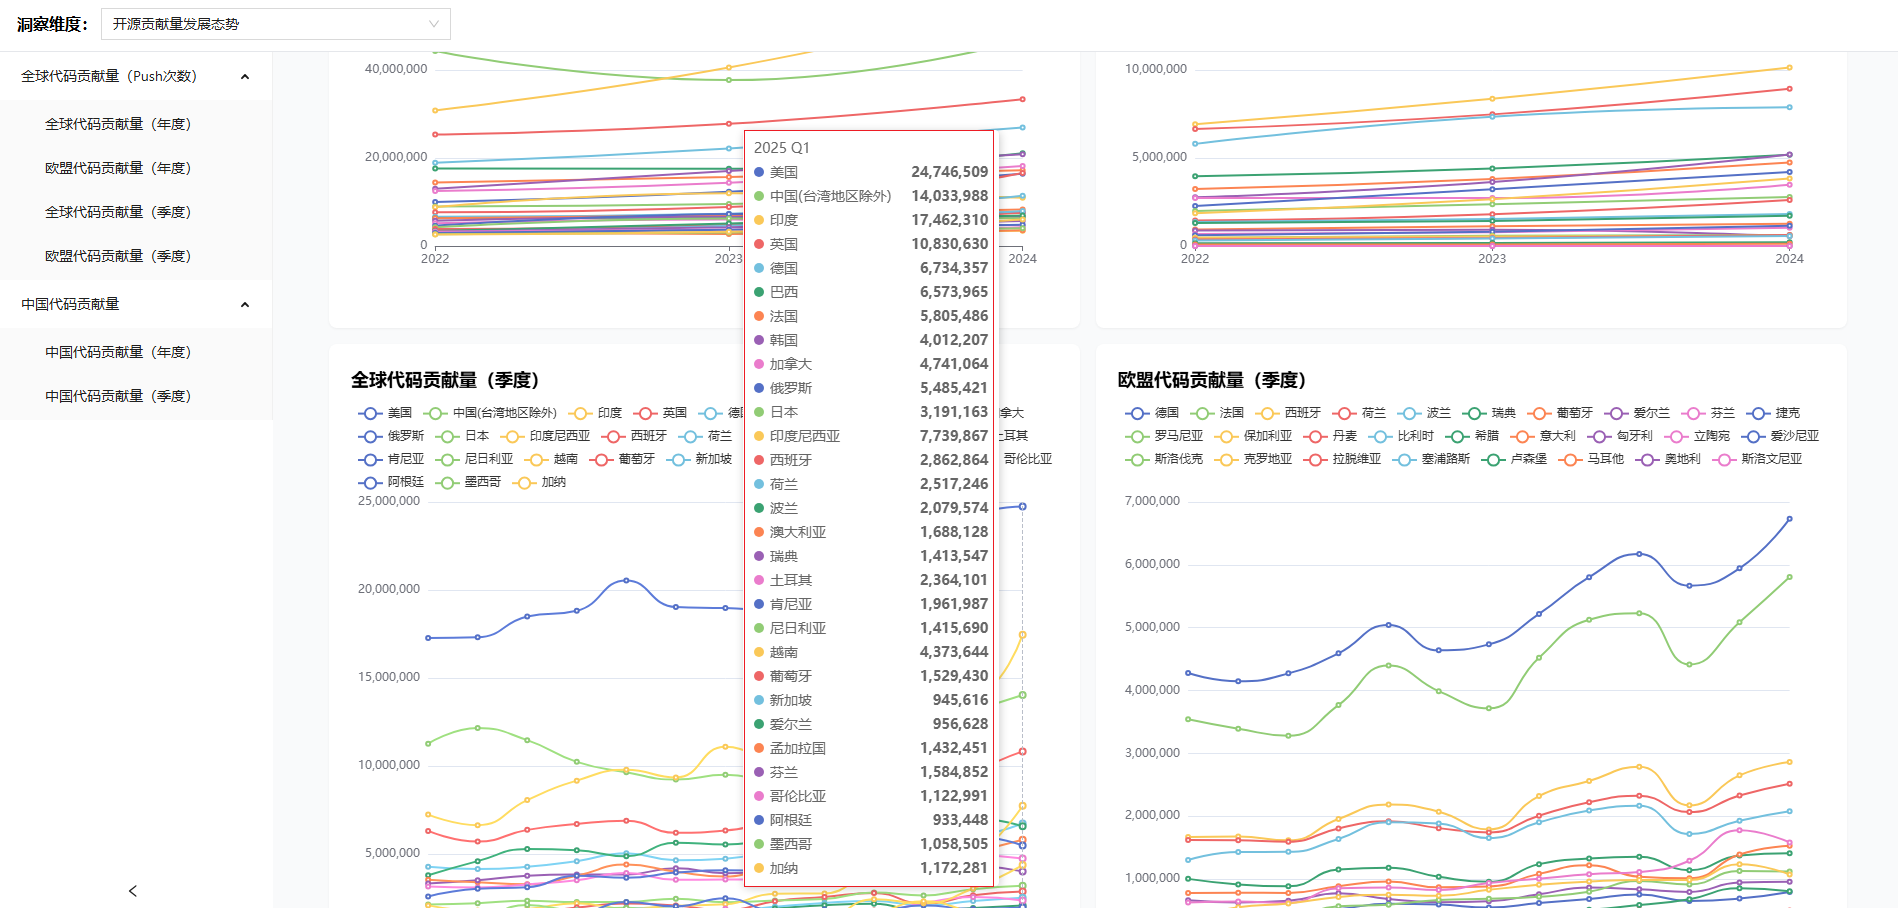 洞察维度：
开源贡献量发展态势
全球代码贡献量（Push次数）
全球代码贡献量（年度）
欧盟代码贡献量（年度）
全球代码贡献量（季度）
欧盟代码贡献量（季度）
中国代码贡献量
中国代码贡献量（年度）
中国代码贡献量（季度）
40,000,000
20,000,000
0
2022
2023
2024
10,000,000
5,000,000
0
2022
2023
2024
2025 Q1
美国 24,746,509
中国(台湾地区除外) 14,033,988
印度 17,462,310
英国 10,830,630
德国 6,734,357
巴西 6,573,965
法国 5,805,486
韩国 4,012,207
加拿大 4,741,064
俄罗斯 5,485,421
日本 3,191,163
印度尼西亚 7,739,867
西班牙 2,862,864
荷兰 2,517,246
波兰 2,079,574
澳大利亚 1,688,128
瑞典 1,413,547
土耳其 2,364,101
肯尼亚 1,961,987
尼日利亚 1,415,690
越南 4,373,644
葡萄牙 1,529,430
新加坡 945,616
爱尔兰 956,628
孟加拉国 1,432,451
芬兰 1,584,852
哥伦比亚 1,122,991
阿根廷 933,448
墨西哥 1,058,505
加纳 1,172,281
全球代码贡献量（季度）
美国 中国(台湾地区除外) 印度 英国 德 拿大
俄罗斯 日本 印度尼西亚 西班牙 荷兰 耳其
肯尼亚 尼日利亚 越南 葡萄牙 新加坡 哥伦比亚
阿根廷 墨西哥 加纳
25,000,000
20,000,000
15,000,000
10,000,000
5,000,000
欧盟代码贡献量（季度）
德国 法国 西班牙 荷兰 波兰 瑞典 葡萄牙 爱尔兰 芬兰 捷克
罗马尼亚 保加利亚 丹麦 比利时 希腊 意大利 匈牙利 立陶宛 爱沙尼亚
斯洛伐克 克罗地亚 拉脱维亚 塞浦路斯 卢森堡 马耳他 奥地利 斯洛文尼亚
7,000,000
6,000,000
5,000,000
4,000,000
3,000,000
2,000,000
1,000,000